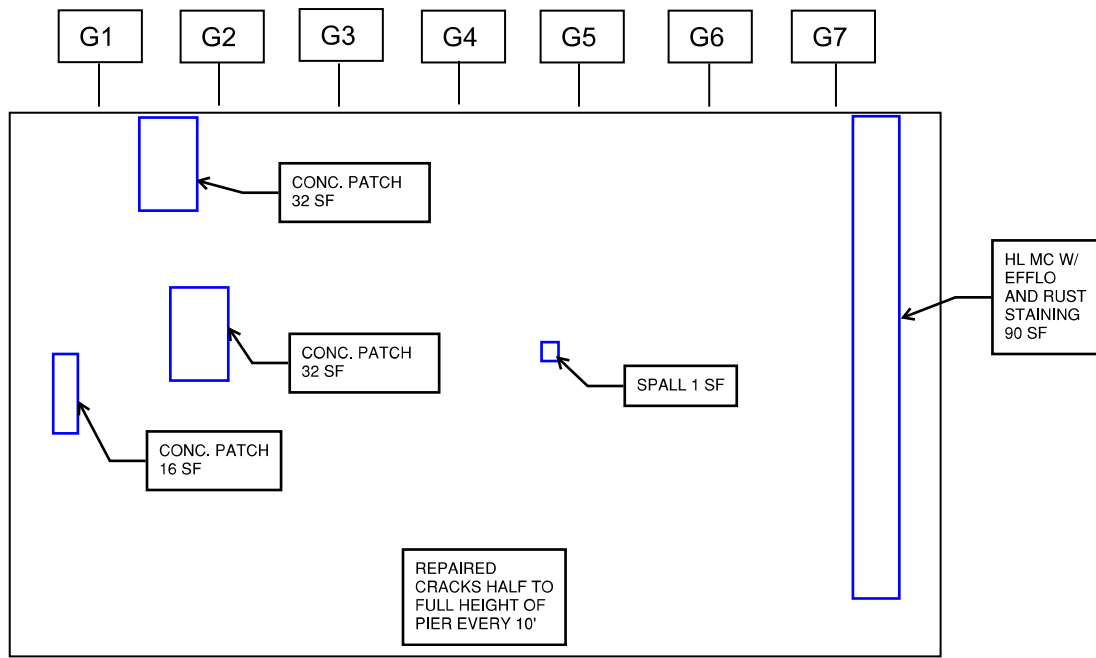 G1
G2
G3
G4
G5
G6
G7
CONC. PATCH
32 SF
HL MC W/
EFFLO
AND RUST
STAINING
90 SF
CONC. PATCH
32 SF
SPALL 1 SF
CONC. PATCH
16 SF
REPAIRED
CRACKS HALF TO
FULL HEIGHT OF
PIER EVERY 10'